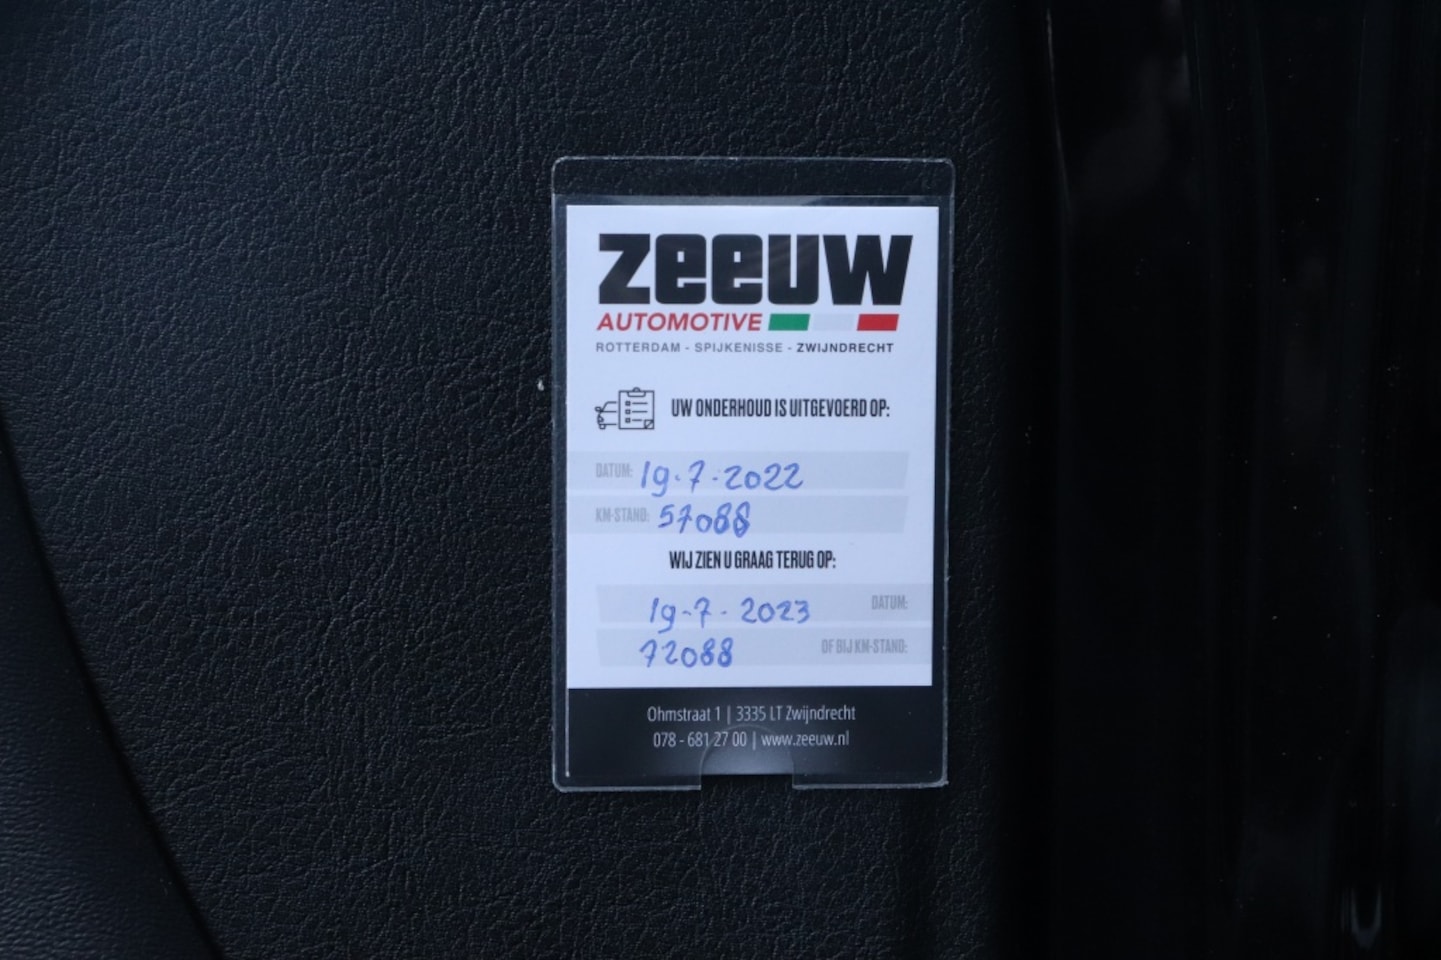 ZEEUW
AUTOMOTIVE
ROTTERDAM - SPIJKENISSE - ZWIJNDRECHT
UW ONDERHOUD IS UITGEVOERD OP:
DATUM: 19-7-2022
KM-STAND: 57088
WIJ ZIEN U GRAAG TERUG OP:
19-7-2023 DATUM:
72088 OF BIJ KM-STAND:
Ohmstraat 1 | 3335 LT Zwijndrecht
078 - 681 27 00 | www.zeeuw.nl